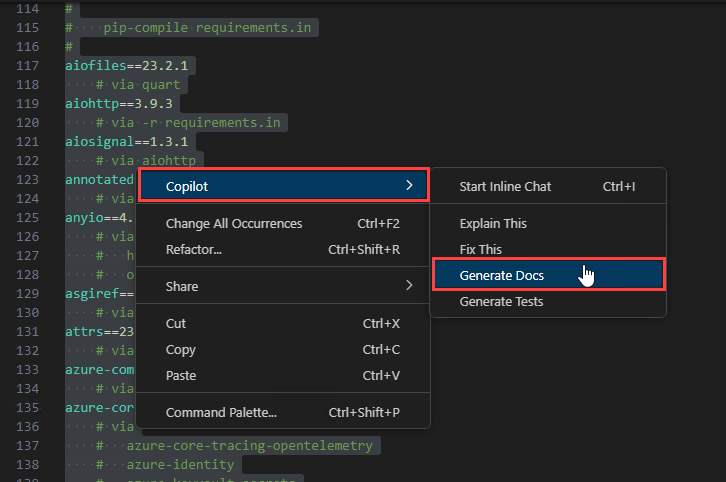 114 #
115 #    pip-compile requirements.in
116 #
117 aiofiles==23.2.1
118     # via quart
119 aiohttp==3.9.3
120     # via -r requirements.in
121 aiosignal==1.3.1
122     # via aiohttp
123 annotated
124     # via
125 anyio==4.
126     # via
127     #   h
128     #   o
129 asgiref==
130     # via
131 attrs==23
132     # via
133 azure-com
134     # via
135 azure-cor
136     # via
137     #   azure-core-tracing-opentelemetry
138     #   azure-identity
139     #   azure-keyvault-secrets
Copilot
Change All Occurrences Ctrl+F2
Refactor... Ctrl+Shift+R
Share
Cut Ctrl+X
Copy Ctrl+C
Paste Ctrl+V
Command Palette... Ctrl+Shift+P
Start Inline Chat Ctrl+I
Explain This
Fix This
Generate Docs
Generate Tests